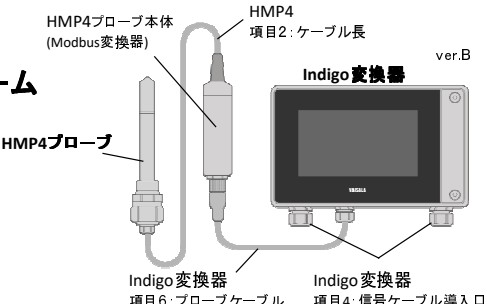 HMP4プローブ本体
(Modbus変換器)
HMP4
項目2：ケーブル長
ver.B
ーム
Indigo変換器
HMP4プローブ
VAISALA
Indigo変換器
項目6：プローブケーブル
Indigo変換器
項目4：信号ケーブル導入口